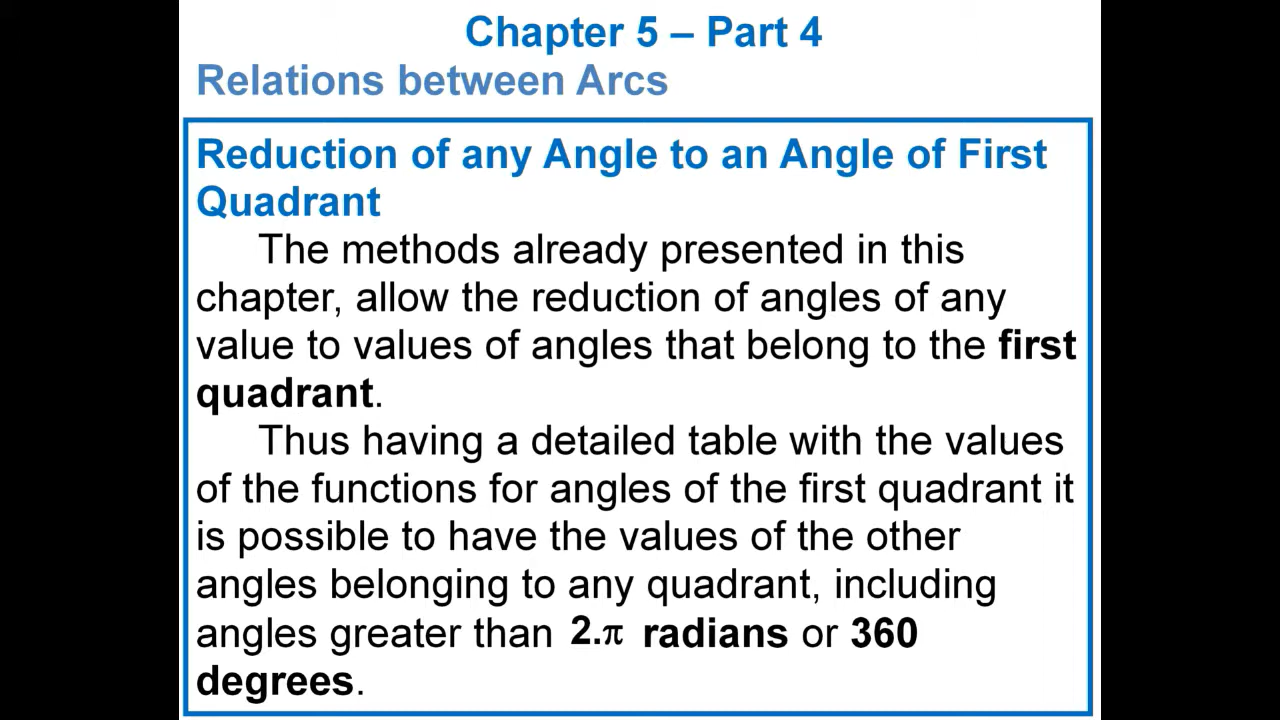 Chapter 5 – Part 4
Relations between Arcs
Reduction of any Angle to an Angle of First
Quadrant
The methods already presented in this
chapter, allow the reduction of angles of any
value to values of angles that belong to the first
quadrant.
Thus having a detailed table with the values
of the functions for angles of the first quadrant it
is possible to have the values of the other
angles belonging to any quadrant, including
angles greater than 2.π radians or 360
degrees.